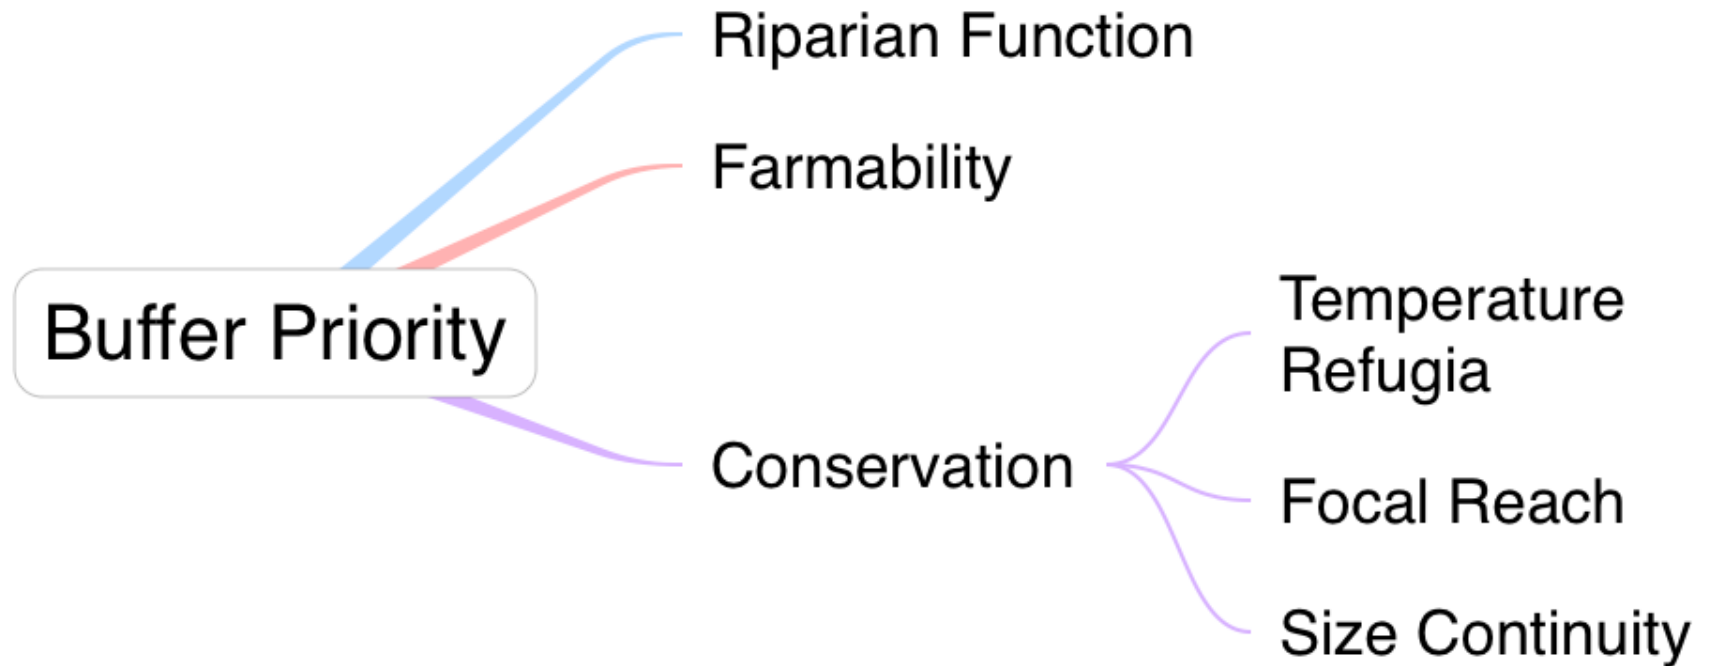 Riparian Function
Farmability
Buffer Priority
Temperature
Refugia
Conservation
Focal Reach
Size Continuity